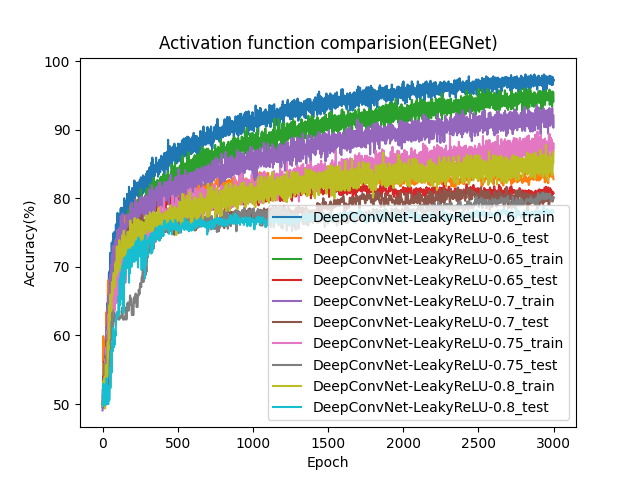 Activation function comparision(EEGNet)
Accuracy(%)
100
90
80
70
60
50
0
500
1000
1500
2000
2500
3000
Epoch
DeepConvNet-LeakyReLU-0.6_train
DeepConvNet-LeakyReLU-0.6_test
DeepConvNet-LeakyReLU-0.65_train
DeepConvNet-LeakyReLU-0.65_test
DeepConvNet-LeakyReLU-0.7_train
DeepConvNet-LeakyReLU-0.7_test
DeepConvNet-LeakyReLU-0.75_train
DeepConvNet-LeakyReLU-0.75_test
DeepConvNet-LeakyReLU-0.8_train
DeepConvNet-LeakyReLU-0.8_test